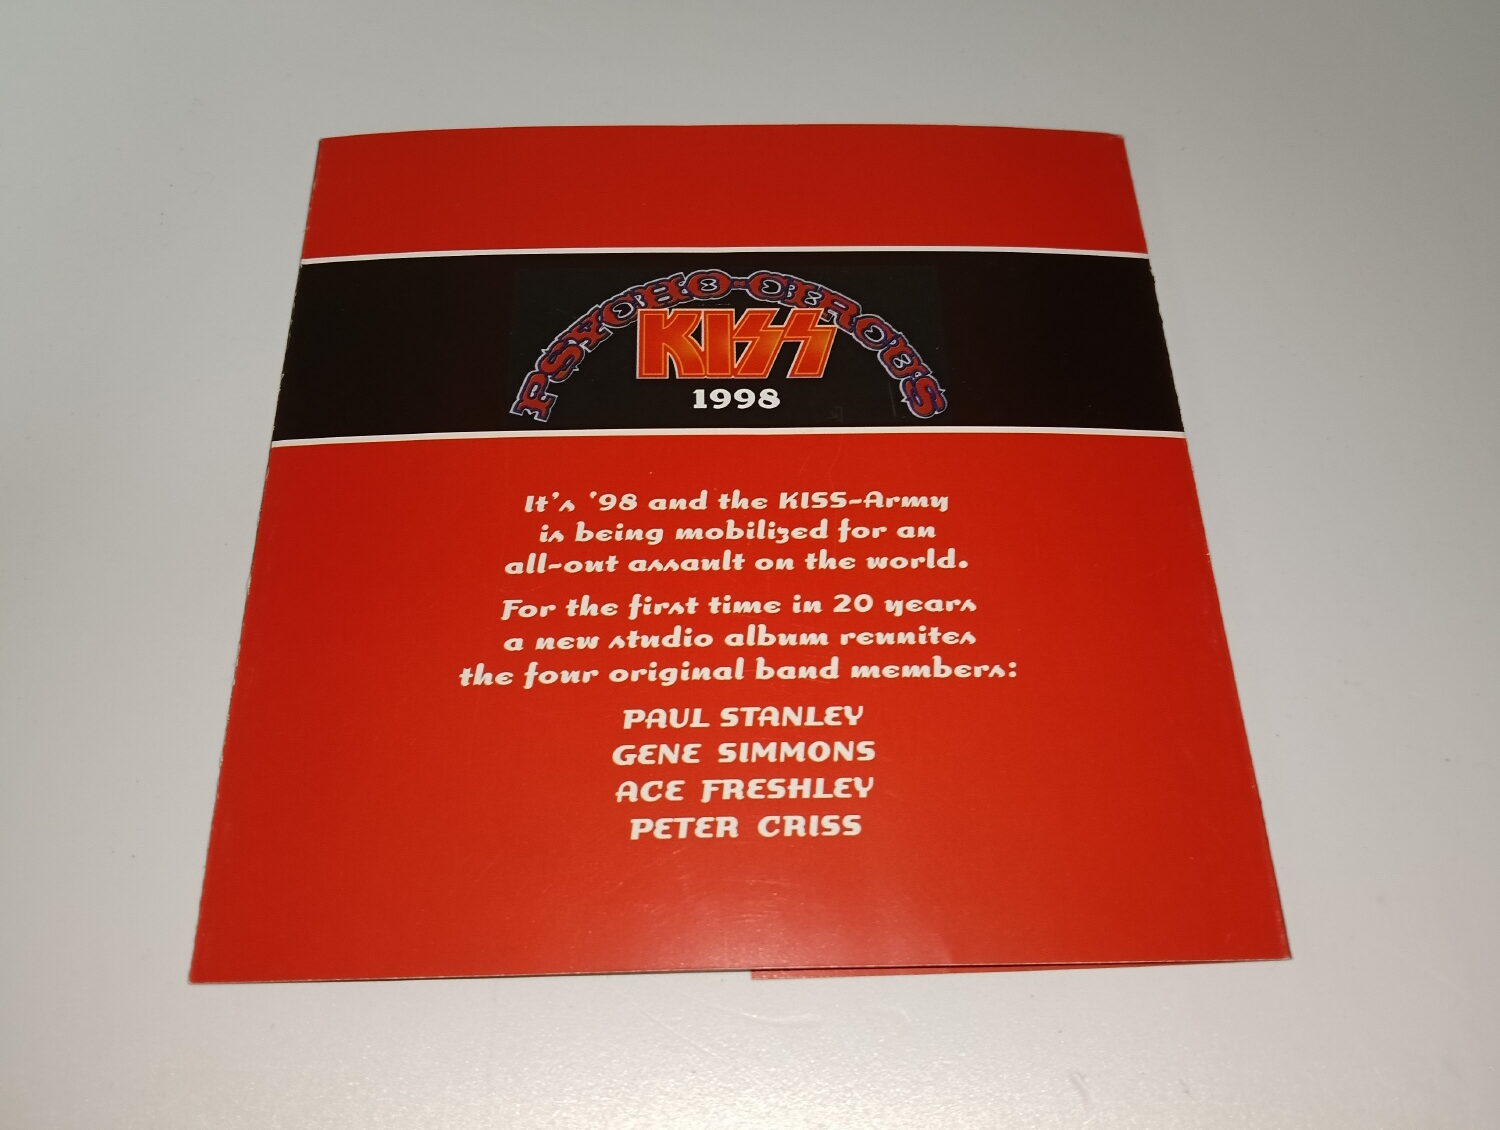 PSYCHO-CIRCUS
KISS
1998
It's '98 and the KISS-Army
is being mobilized for an
all-out assault on the world.
For the first time in 20 years
a new studio album reunites
the four original band members:
PAUL STANLEY
GENE SIMMONS
ACE FRESHLEY
PETER CRISS